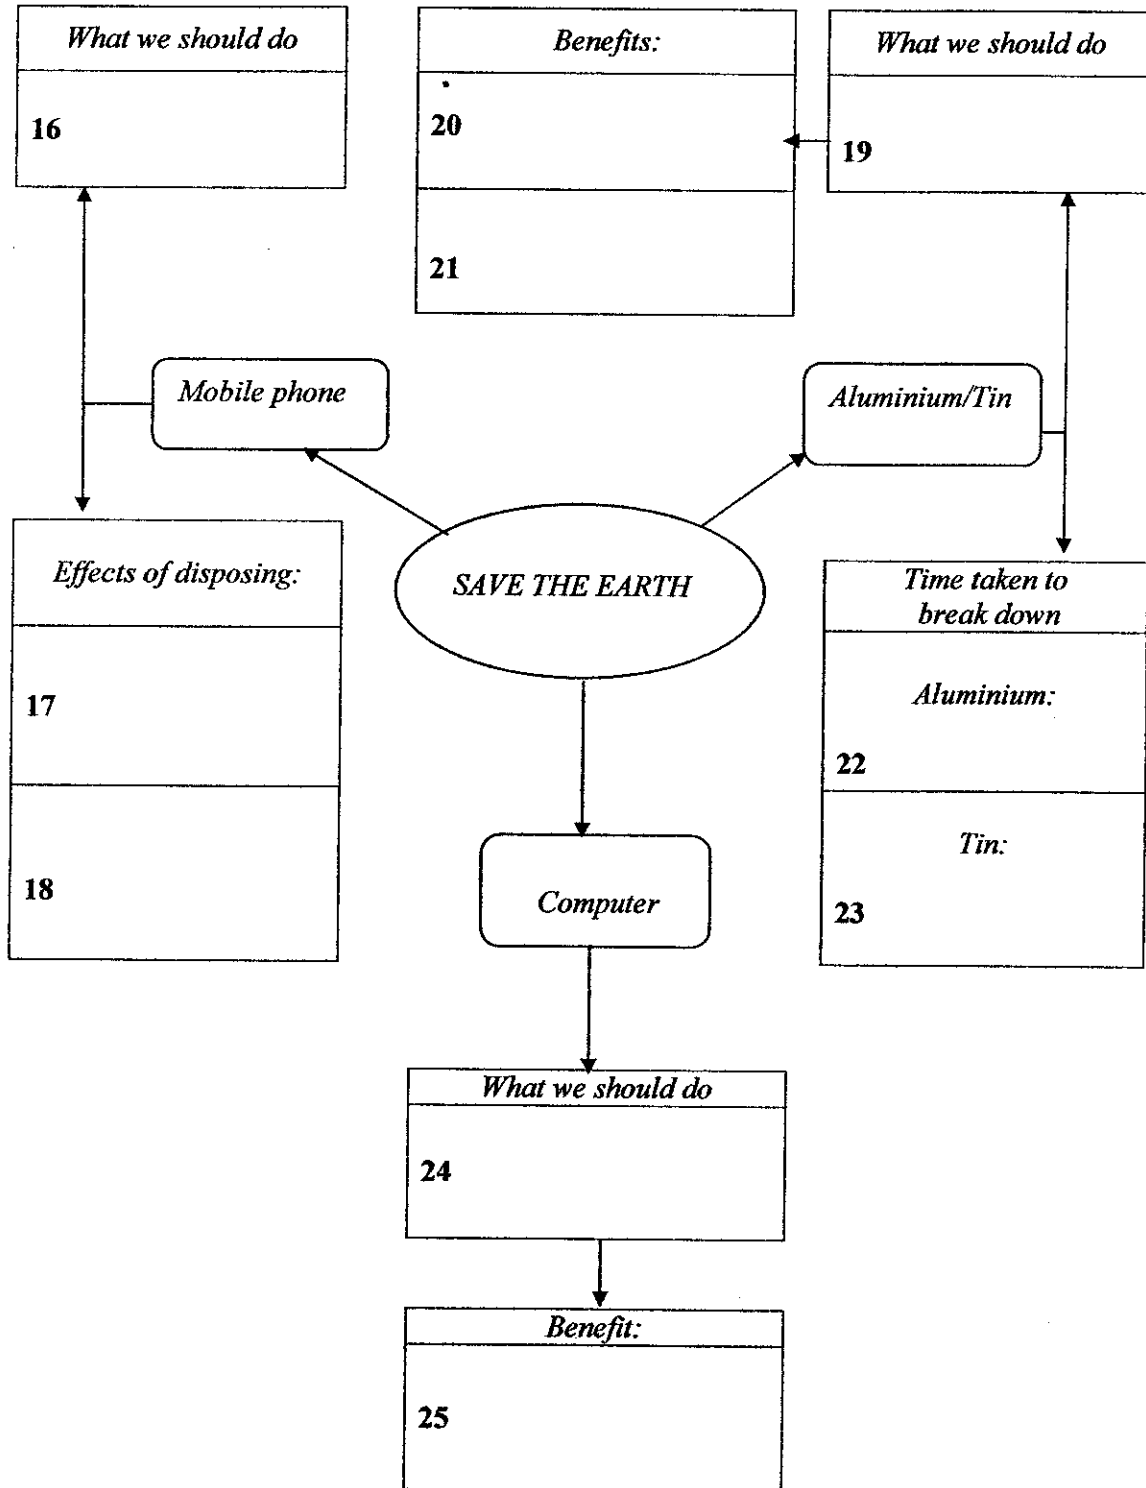 What we should do
16
Benefits:
20
21
What we should do
19
Mobile phone
Aluminium/Tin
SAVE THE EARTH
Effects of disposing:
17
18
Time taken to
break down
Aluminium:
22
Tin:
23
Computer
What we should do
24
Benefit:
25